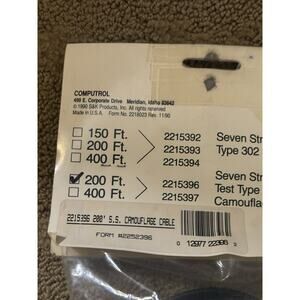 COMPUTROL
499 E. Corporate Drive Meridian, Idaho 83642
© 1990 S&K Products, Inc. All rights reserved.
Made in U.S.A. Form No. 2218023 Rev. 11/90
150 Ft. 2215392 Seven Str
200 Ft. > 2215393 Type 302
400 Ft. 2215394
200 Ft. > 2215396 Seven Str
400 Ft. 2215397 Test Type
Camouflag
2215396 200' S.S. CAMOUFLAGE CABLE
FORM #2252396
0 12977 22396